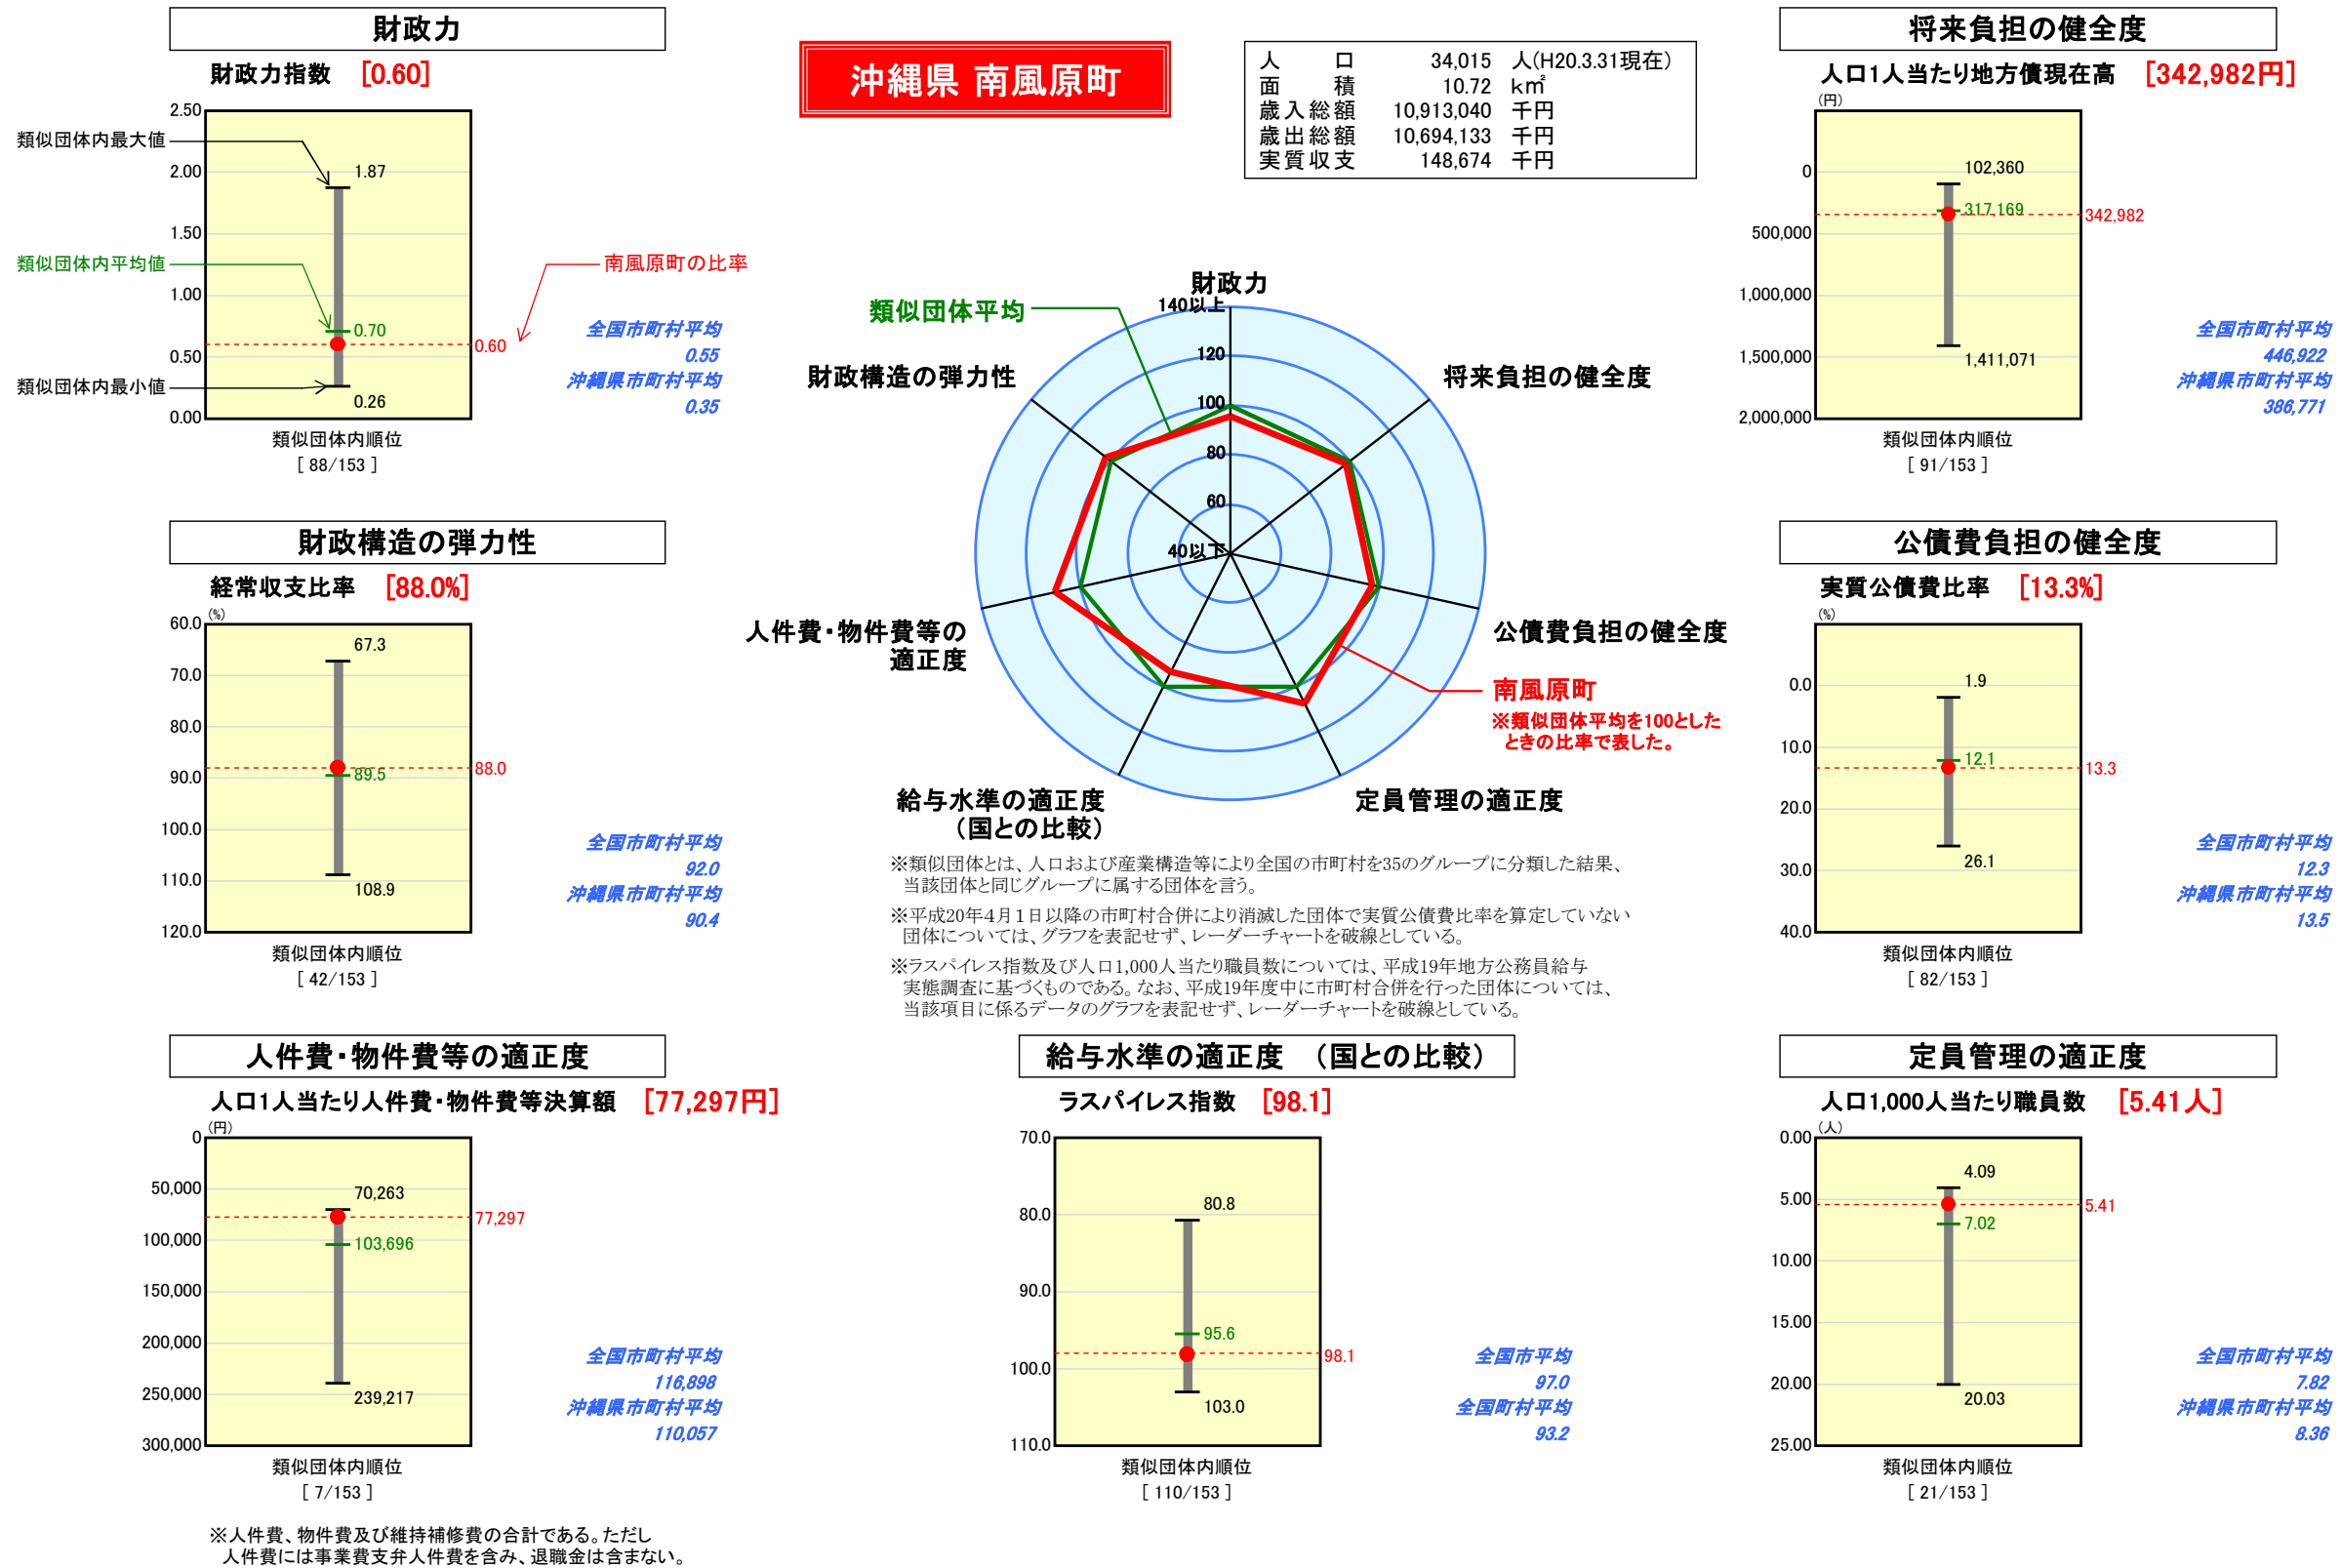 財政力
財政力指数 [0.60]
2.50
2.00
1.50
1.00
0.50
0.00
類似団体内最大値
類似団体内平均値
類似団体内最小値
1.87
0.70
0.26
0.60
南風原町の比率
全国市町村平均
0.55
沖縄県市町村平均
0.35
類似団体内順位
[ 88/153 ]
沖縄県 南風原町
人口 34,015 人(H20.3.31現在)
面積 10.72 k㎡
歳入総額 10,913,040 千円
歳出総額 10,694,133 千円
実質収支 148,674 千円
将来負担の健全度
人口1人当たり地方債現在高 [342,982円]
(円)
0
500,000
1,000,000
1,500,000
2,000,000
102,360
317,169
1,411,071
342,982
全国市町村平均
446,922
沖縄県市町村平均
386,771
類似団体内順位
[ 91/153 ]
財政力
140以上
120
100
80
60
40以下
類似団体平均
財政構造の弾力性
将来負担の健全度
人件費・物件費等の
適正度
公債費負担の健全度
給与水準の適正度
(国との比較)
定員管理の適正度
南風原町
※類似団体平均を100とした
ときの比率で表した。
※類似団体とは、人口および産業構造等により全国の市町村を35のグループに分類した結果、
当該団体と同じグループに属する団体を言う。
※平成20年4月1日以降の市町村合併により消滅した団体で実質公債費比率を算定していない
団体については、グラフを表記せず、レーダーチャートを破線としている。
※ラスパイレス指数及び人口1,000人当たり職員数については、平成19年地方公務員給与
実態調査に基づくものである。なお、平成19年度中に市町村合併を行った団体については、
当該項目に係るデータのグラフを表記せず、レーダーチャートを破線としている。
財政構造の弾力性
経常収支比率 [88.0%]
(%)
60.0
70.0
80.0
90.0
100.0
110.0
120.0
67.3
89.5
108.9
88.0
全国市町村平均
92.0
沖縄県市町村平均
90.4
類似団体内順位
[ 42/153 ]
公債費負担の健全度
実質公債費比率 [13.3%]
(%)
0.0
10.0
20.0
30.0
40.0
1.9
12.1
26.1
13.3
全国市町村平均
12.3
沖縄県市町村平均
13.5
類似団体内順位
[ 82/153 ]
人件費・物件費等の適正度
人口1人当たり人件費・物件費等決算額 [77,297円]
(円)
0
50,000
100,000
150,000
200,000
250,000
300,000
70,263
103,696
239,217
77,297
全国市町村平均
116,898
沖縄県市町村平均
110,057
類似団体内順位
[ 7/153 ]
※人件費、物件費及び維持補修費の合計である。ただし
人件費には事業費支弁人件費を含み、退職金は含まない。
給与水準の適正度 (国との比較)
ラスパイレス指数 [98.1]
70.0
80.0
90.0
100.0
110.0
80.8
95.6
103.0
98.1
全国市平均
97.0
全国町村平均
93.2
類似団体内順位
[ 110/153 ]
定員管理の適正度
人口1,000人当たり職員数 [5.41人]
(人)
0.00
5.00
10.00
15.00
20.00
25.00
4.09
7.02
20.03
5.41
全国市町村平均
7.82
沖縄県市町村平均
8.36
類似団体内順位
[ 21/153 ]